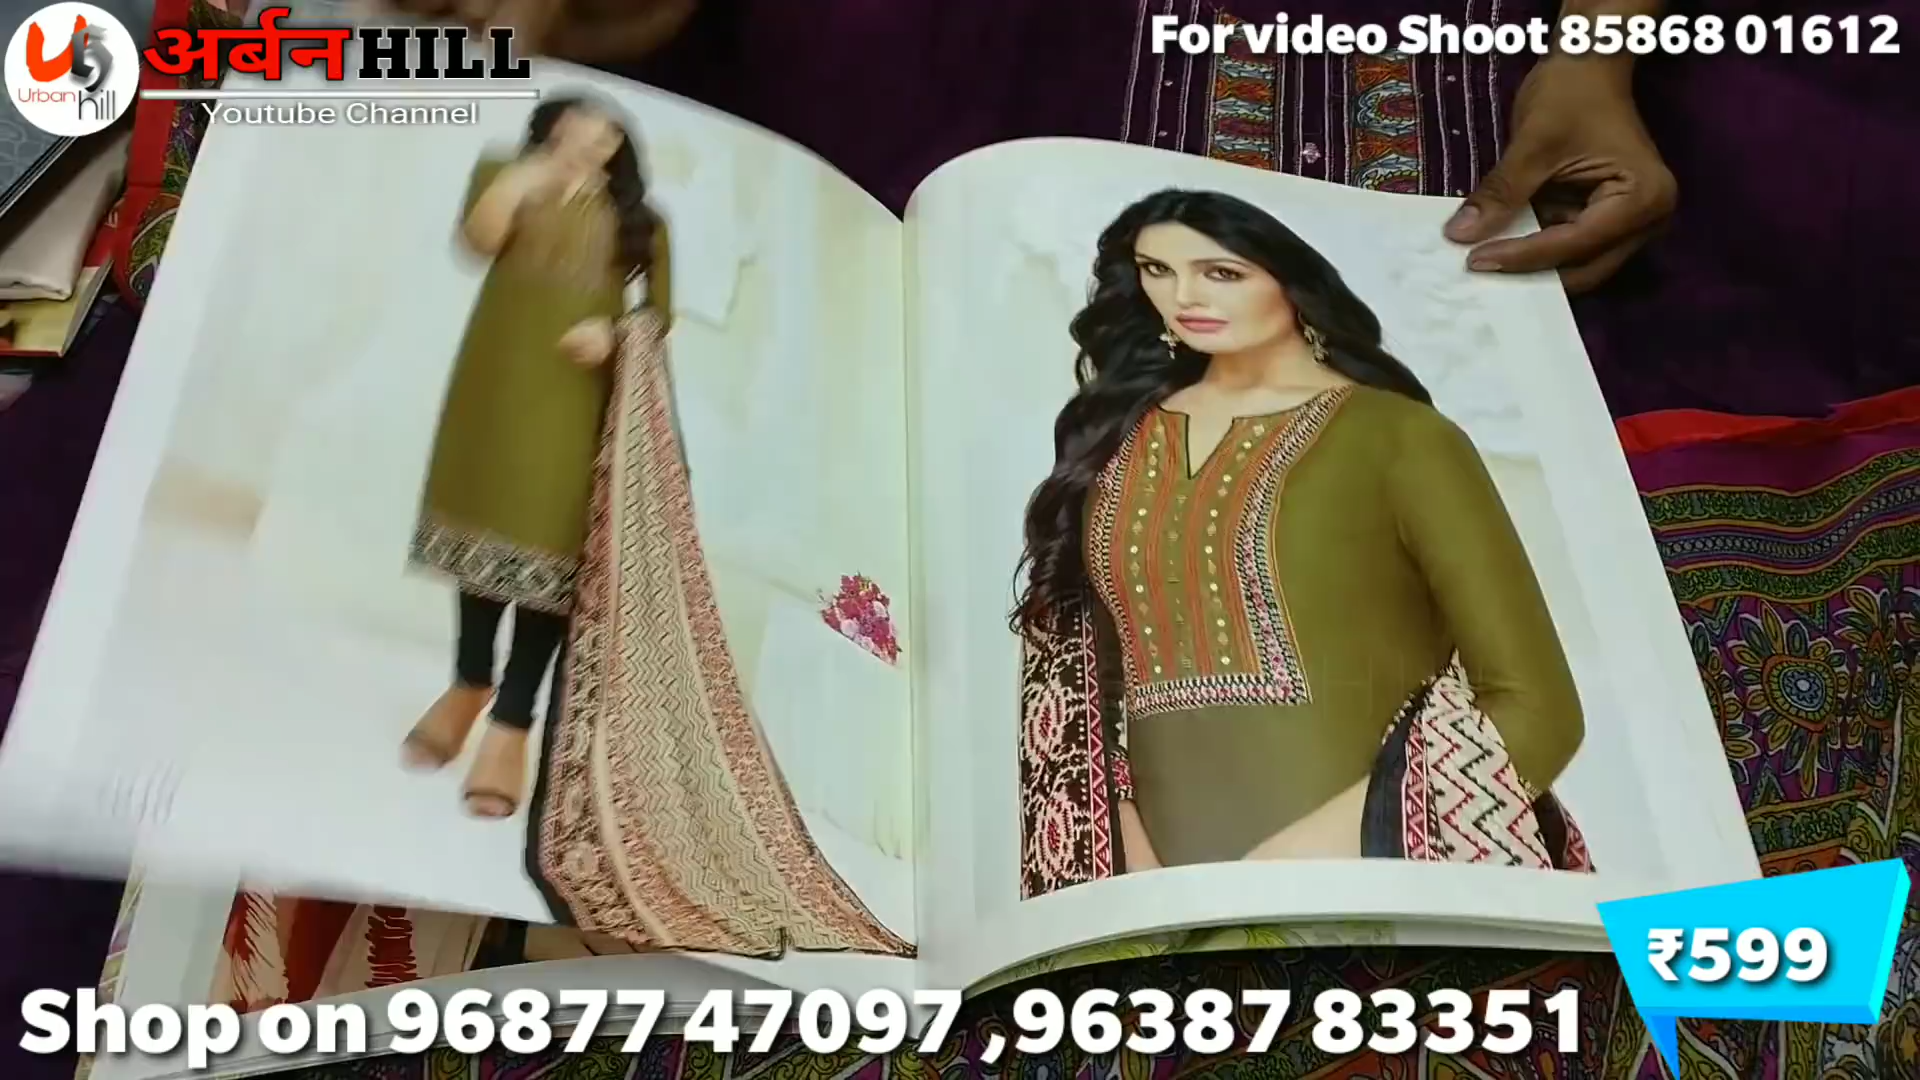 Urban
hill
अर्बन HILL
Youtube Channel
For video Shoot 85868 01612
₹599
Shop on 96877 47097 ,96387 83351